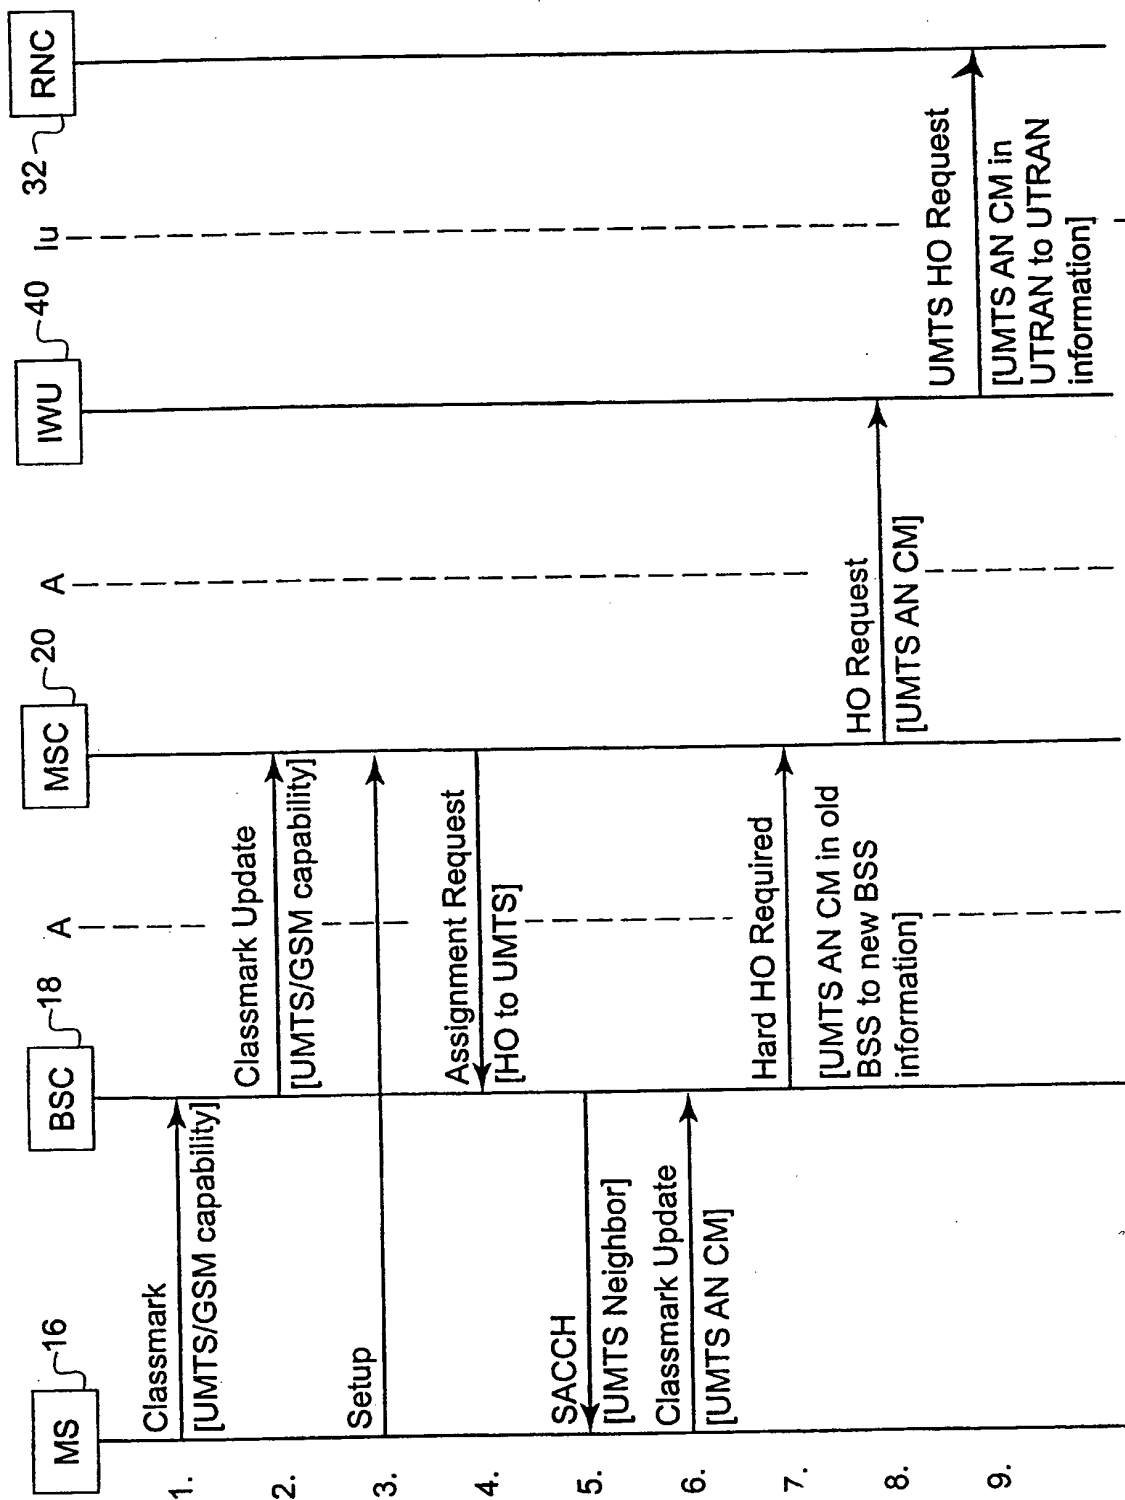 MS
16
BSC
18
A
MSC
20
A
IWU
40
Iu
32
RNC
1.
Classmark
[UMTS/GSM capability]
2.
Classmark Update
[UMTS/GSM capability]
3.
Setup
4.
Assignment Request
[HO to UMTS]
5.
SACCH
[UMTS Neighbor]
6.
Classmark Update
[UMTS AN CM]
7.
Hard HO Required
[UMTS AN CM in old
BSS to new BSS
information]
8.
HO Request
[UMTS AN CM]
9.
UMTS HO Request
[UMTS AN CM in
UTRAN to UTRAN
information]